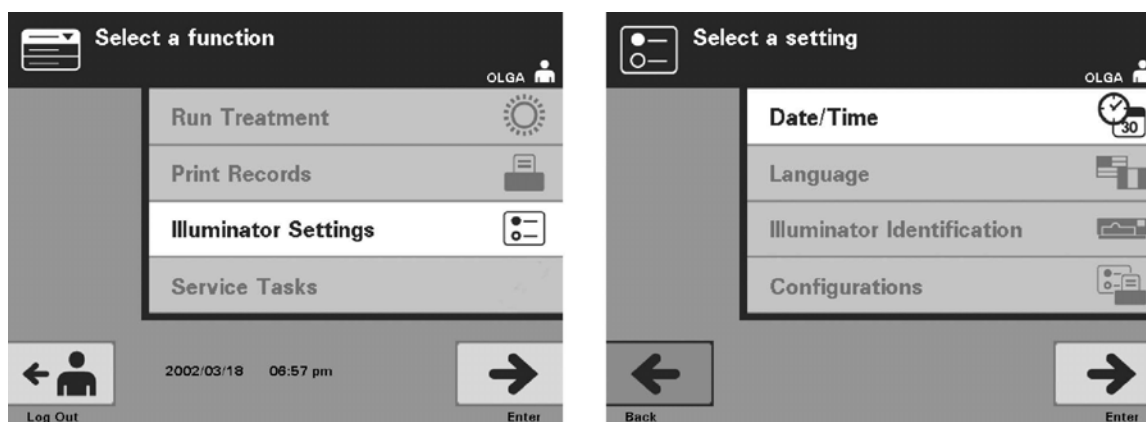 Select a function
OLGA
Run Treatment
Print Records
Illuminator Settings
Service Tasks
2002/03/18 06:57 pm
Log Out
Enter
Select a setting
OLGA
Date/Time
30
Language
Illuminator Identification
Configurations
Back
Enter